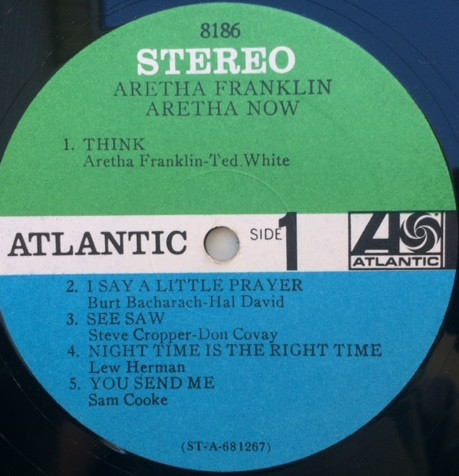 8186
STEREO
ARETHA FRANKLIN
ARETHA NOW
1. THINK
Aretha Franklin-Ted White
ATLANTIC
SIDE 1
ATLANTIC
2. I SAY A LITTLE PRAYER
Burt Bacharach-Hal David
3. SEE SAW
Steve Cropper-Don Covay
4. NIGHT TIME IS THE RIGHT TIME
Lew Herman
5. YOU SEND ME
Sam Cooke
(ST-A-681267)